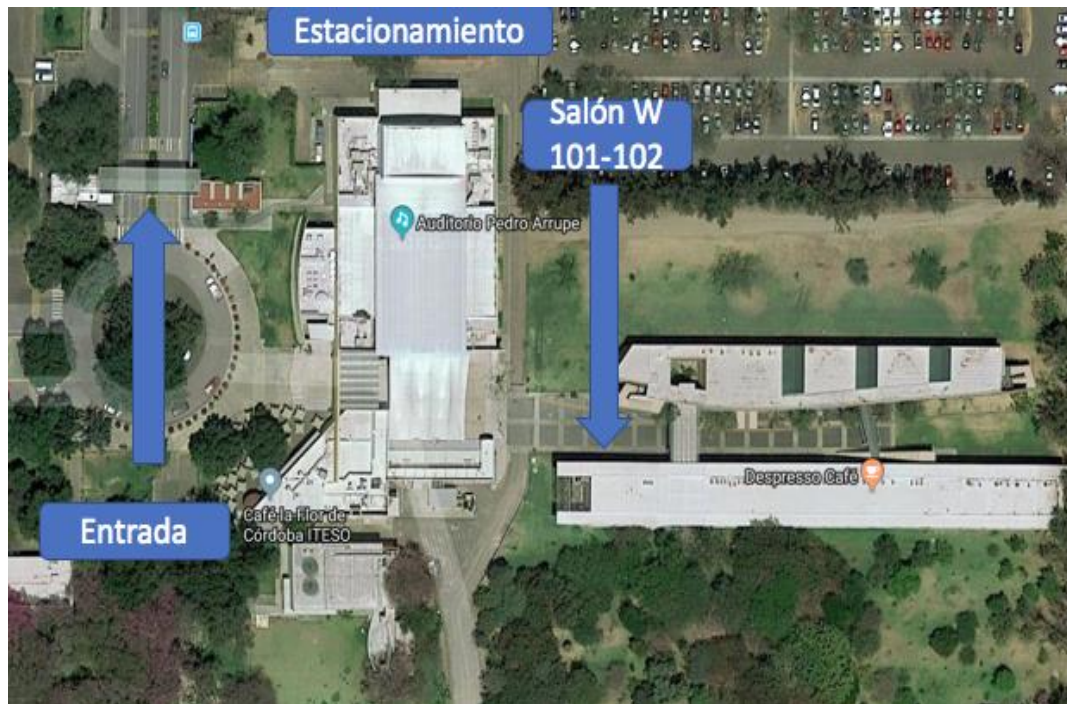 Estacionamiento
Salón W
101-102
Auditorio Pedro Arrupe
Despresso Café
Café la Flor de
Córdoba ITESO
Entrada